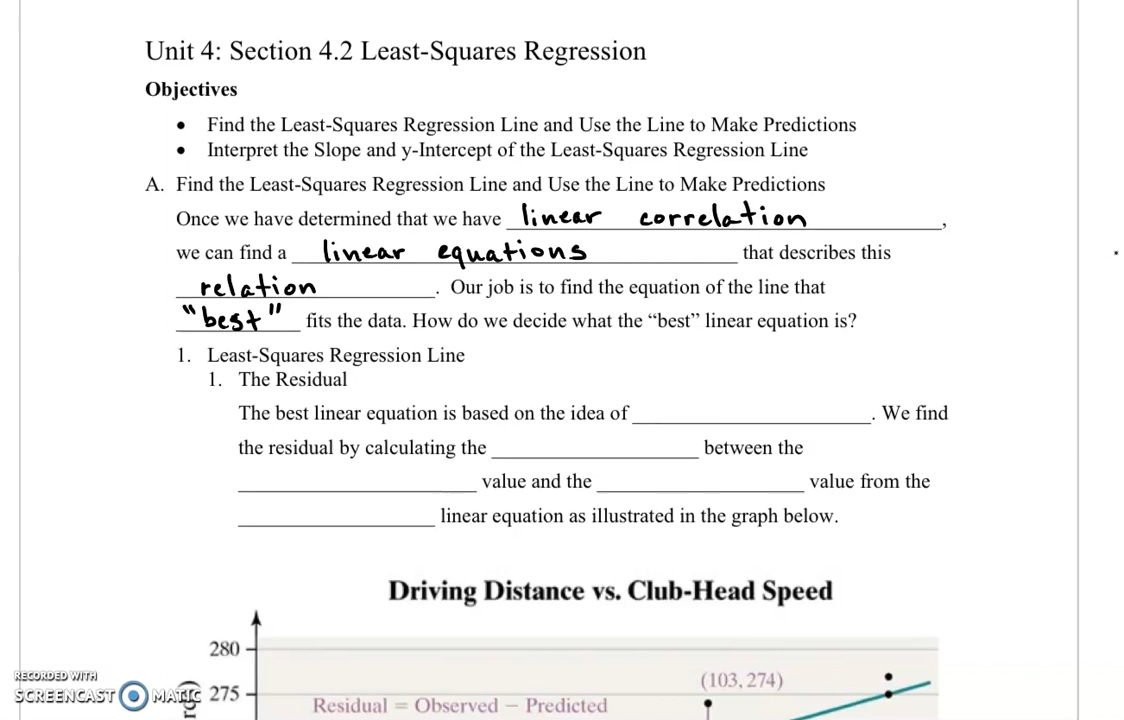 Unit 4: Section 4.2 Least-Squares Regression
Objectives
• Find the Least-Squares Regression Line and Use the Line to Make Predictions
• Interpret the Slope and y-Intercept of the Least-Squares Regression Line
A. Find the Least-Squares Regression Line and Use the Line to Make Predictions
Once we have determined that we have linear correlation,
we can find a linear equations that describes this
relation. Our job is to find the equation of the line that
"best" fits the data. How do we decide what the “best” linear equation is?
1. Least-Squares Regression Line
1. The Residual
The best linear equation is based on the idea of ____________________. We find
the residual by calculating the ____________________ between the
____________________ value and the ____________________ value from the
____________________ linear equation as illustrated in the graph below.
Driving Distance vs. Club-Head Speed
280
(103, 274)
275
Residual = Observed − Predicted
RECORDED WITH
SCREENCAST MATIC